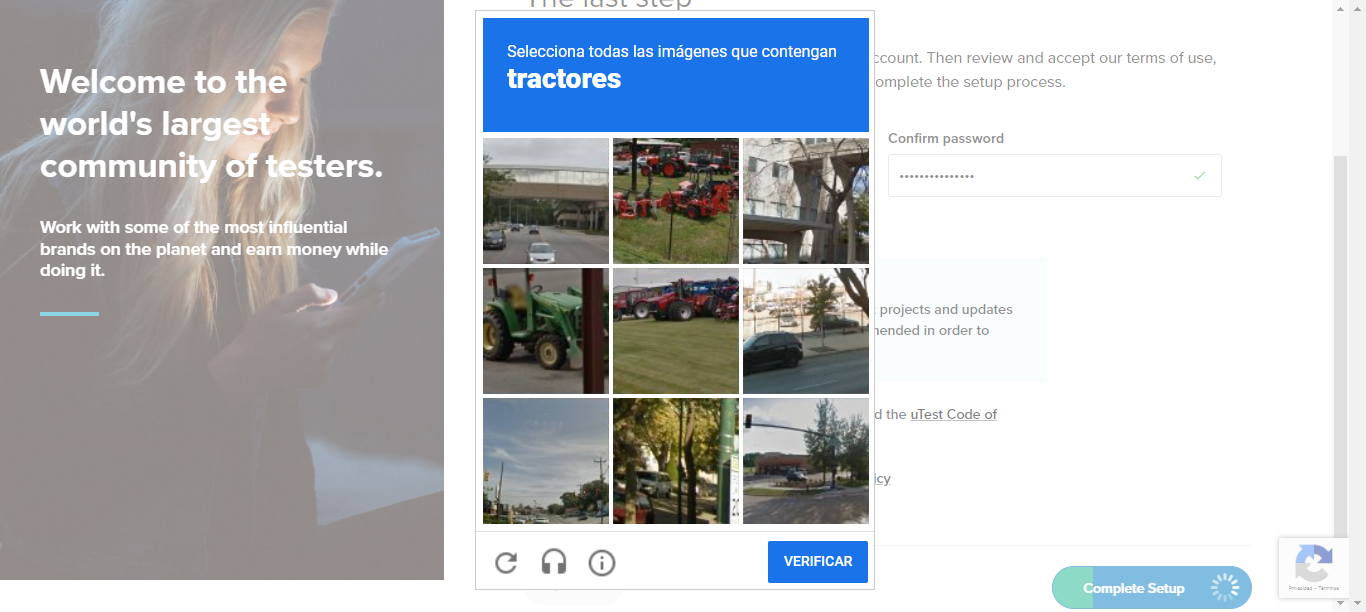 The last step
Welcome to the
world's largest
community of testers.
Work with some of the most influential
brands on the planet and earn money while
doing it.
Selecciona todas las imágenes que contengan
tractores
VERIFICAR
ccount. Then review and accept our terms of use,
omplete the setup process.
Confirm password
•••••••••••••••
projects and updates
nended in order to
d the uTest Code of
icy
Complete Setup
Privacidad - Términos